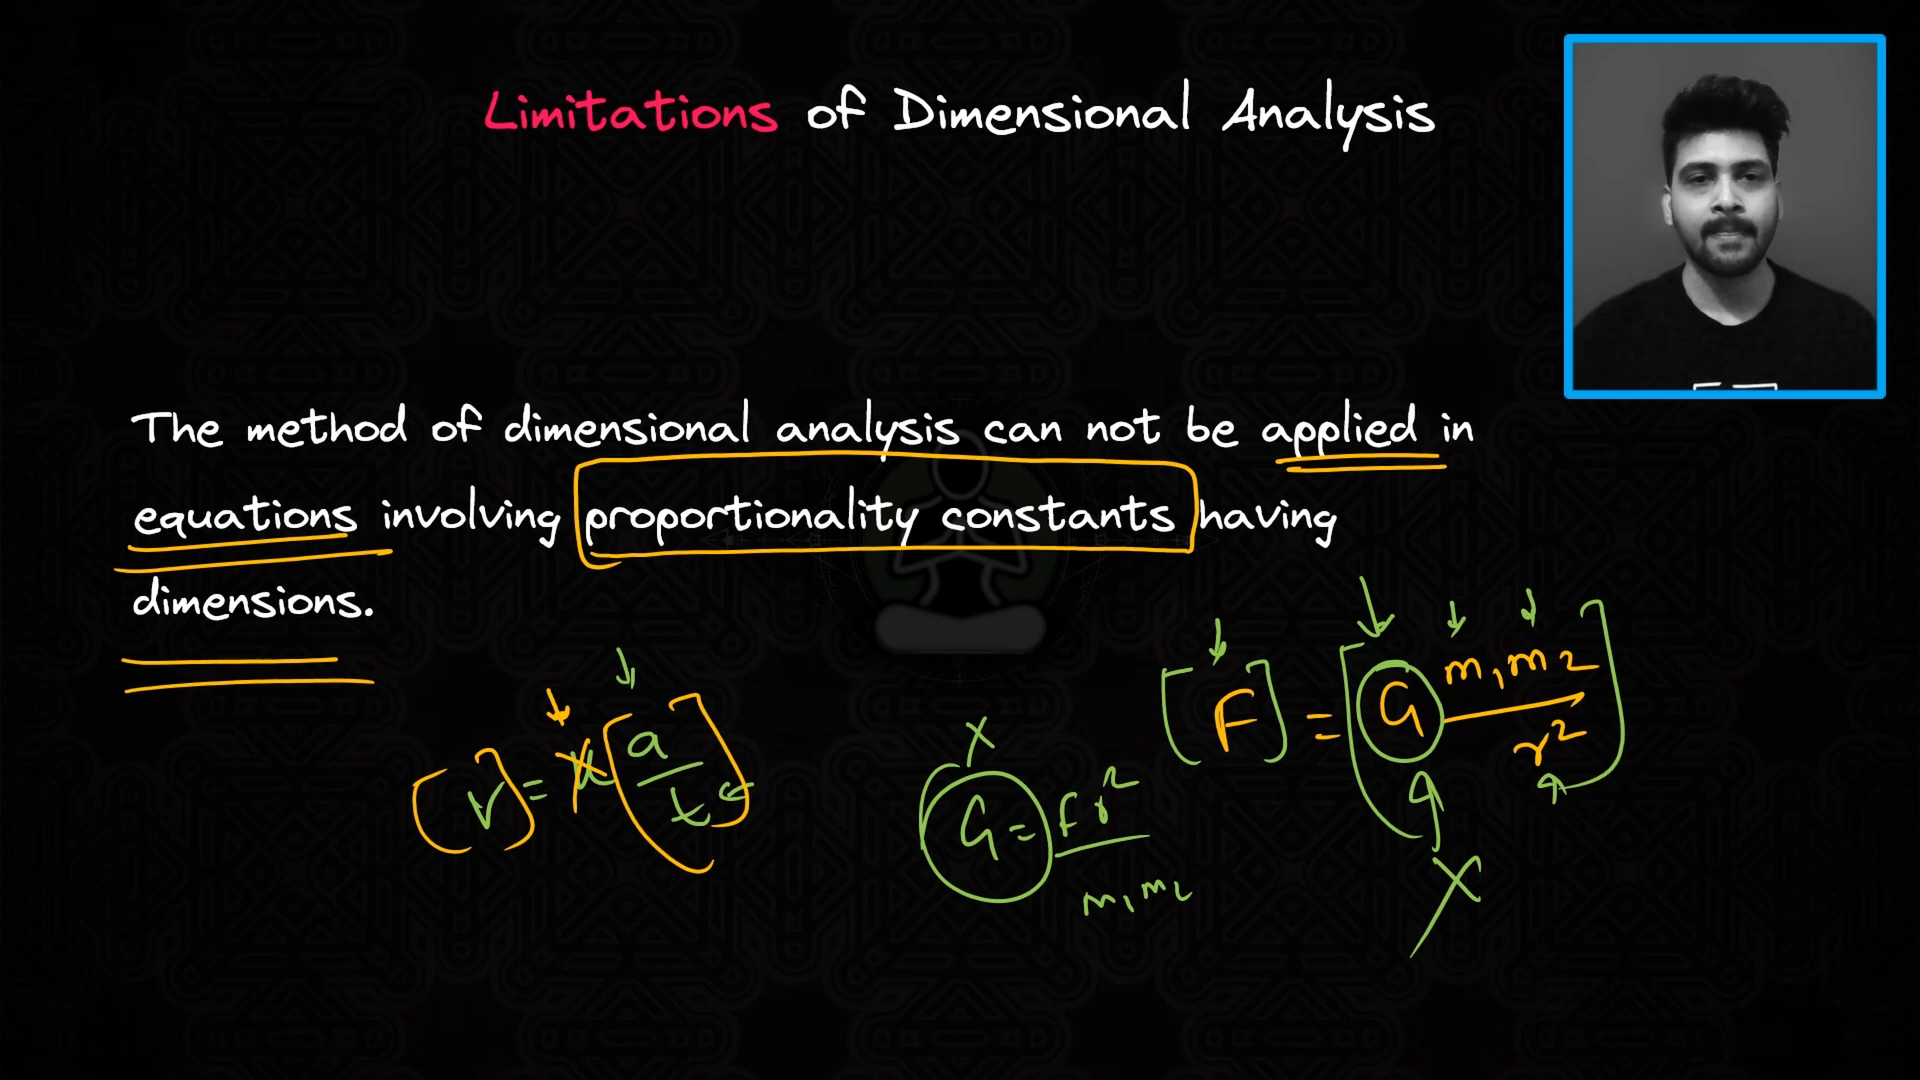 Limitations of Dimensional Analysis
The method of dimensional analysis can not be applied in
equations involving proportionality constants having
dimensions.
[v] = k [a/t]
G = Fr²/m₁m₂
[F] = [G m₁m₂/r²]